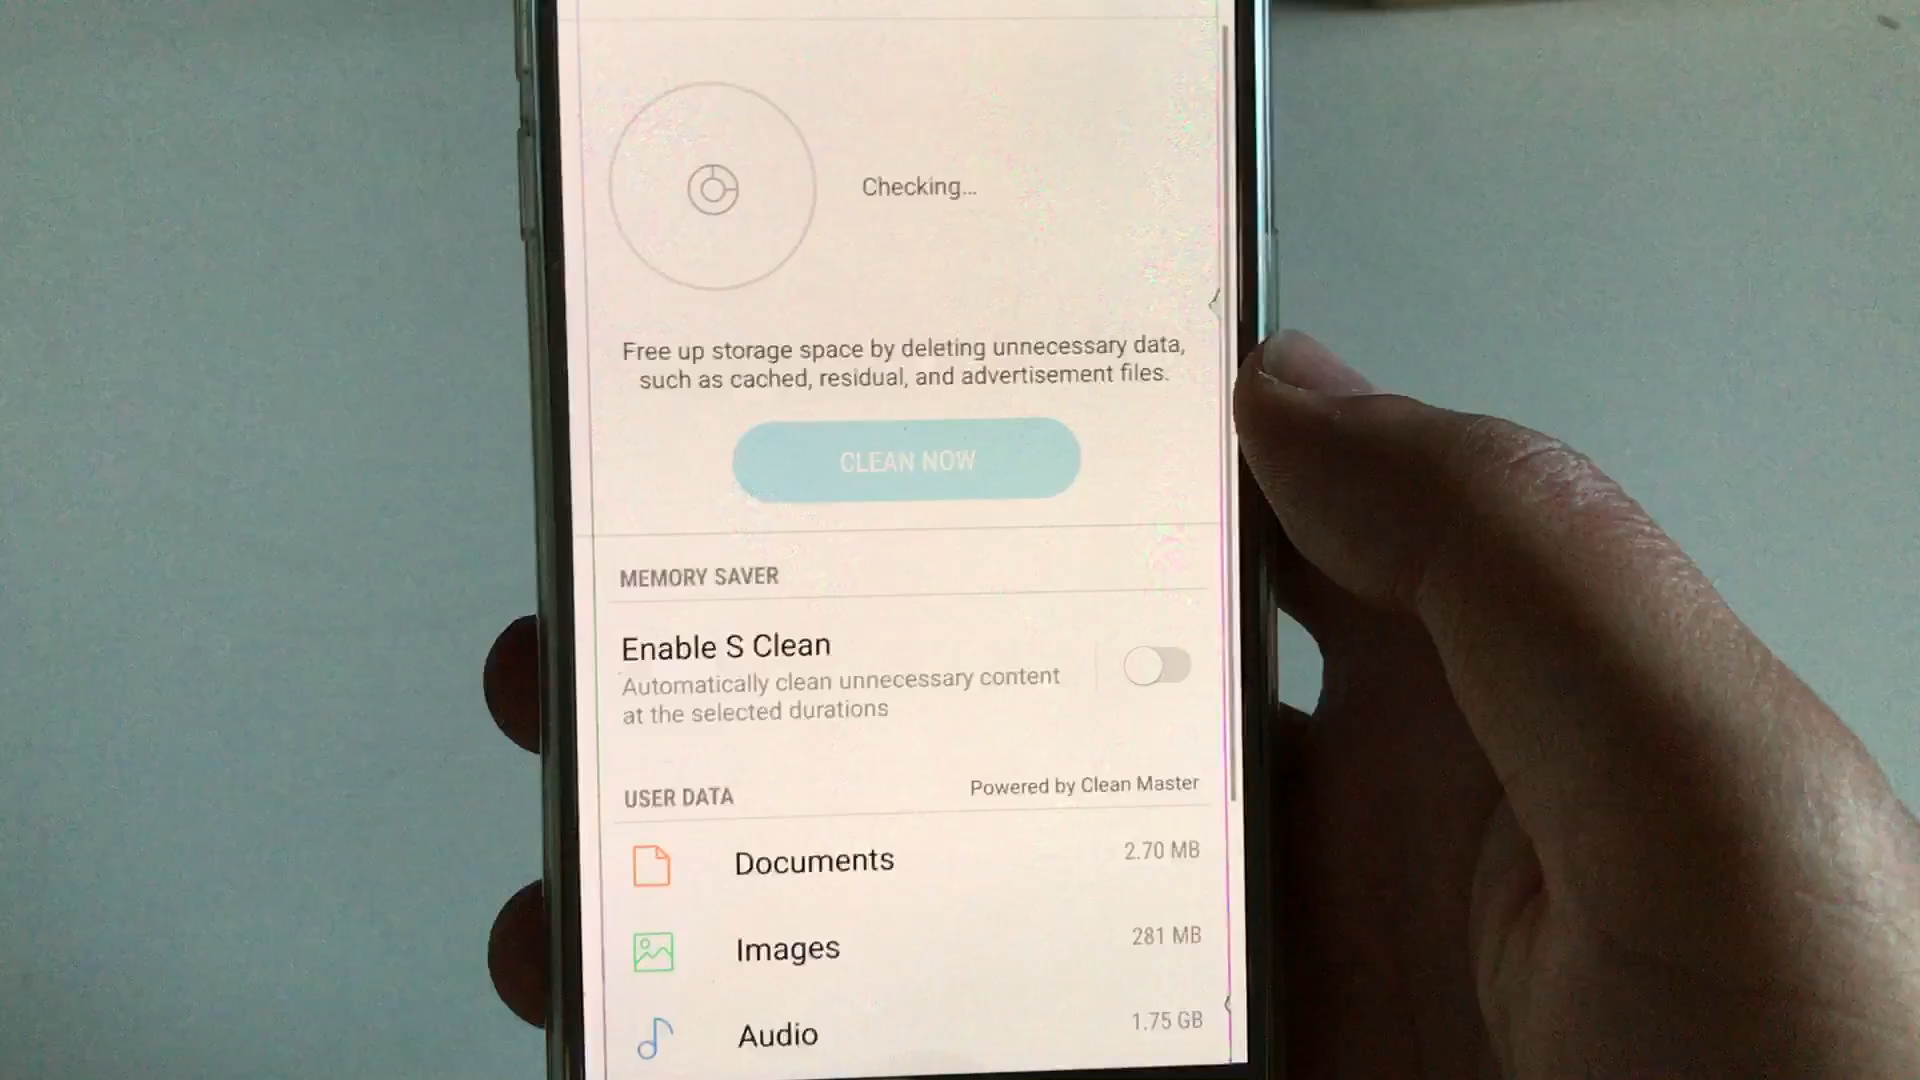 Checking...
Free up storage space by deleting unnecessary data,
such as cached, residual, and advertisement files.
CLEAN NOW
MEMORY SAVER
Enable S Clean
Automatically clean unnecessary content
at the selected durations
USER DATA
Powered by Clean Master
Documents
2.70 MB
Images
281 MB
Audio
1.75 GB